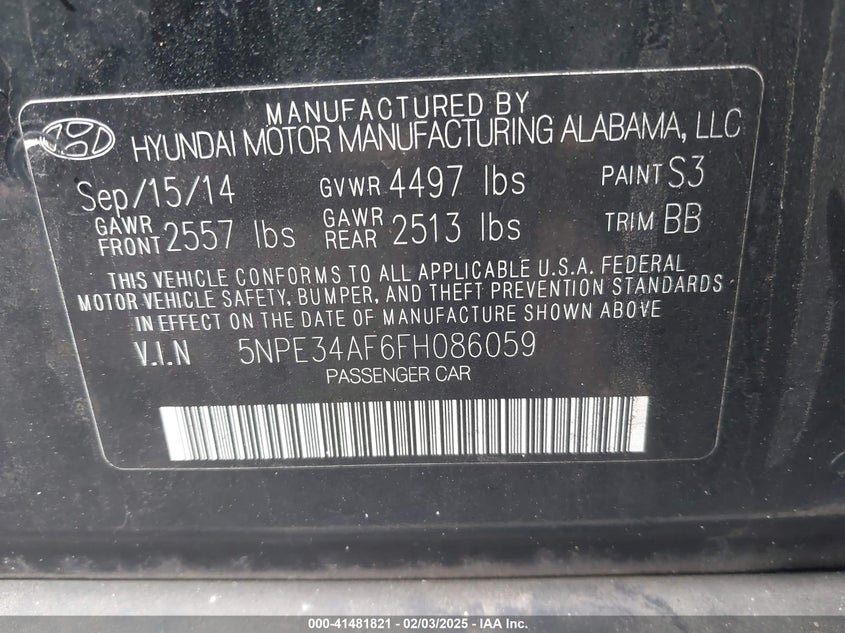 MANUFACTURED BY
HYUNDAI MOTOR MANUFACTURING ALABAMA, LLC
Sep/15/14 GVWR 4497 lbs PAINT S3
GAWR FRONT 2557 lbs GAWR REAR 2513 lbs TRIM BB
THIS VEHICLE CONFORMS TO ALL APPLICABLE U.S.A. FEDERAL
MOTOR VEHICLE SAFETY, BUMPER, AND THEFT PREVENTION STANDARDS
IN EFFECT ON THE DATE OF MANUFACTURE SHOWN ABOVE
V.I.N 5NPE34AF6FH086059
PASSENGER CAR
000-41481821 - 02/03/2025 - © IAA Inc.